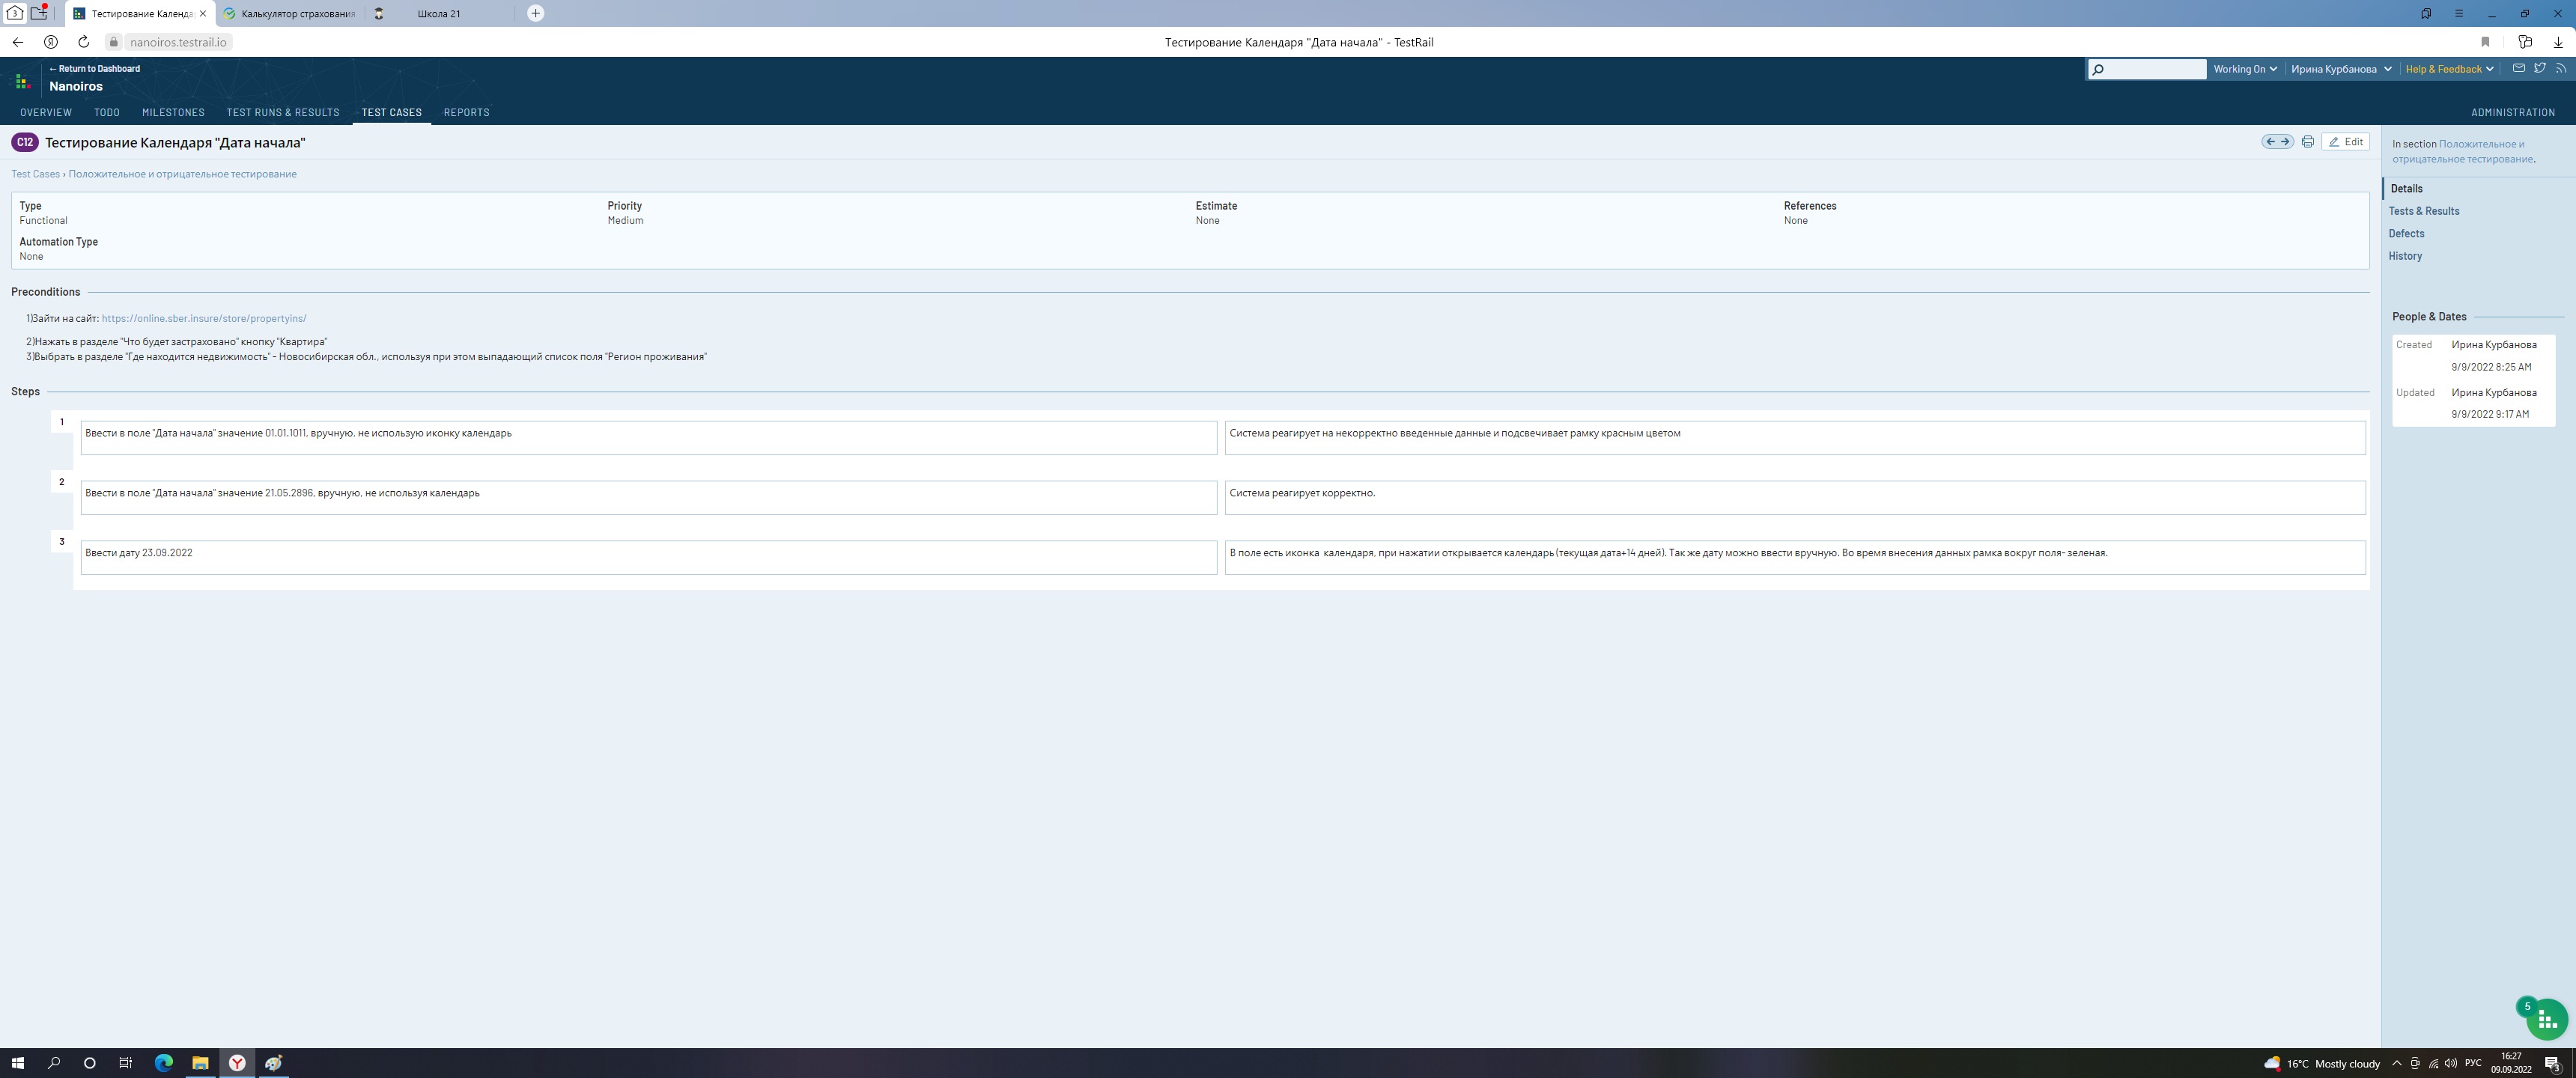 3
Тестирование Календа
Калькулятор страхования
Школа 21
nanoiros.testrail.io
Тестирование Календаря "Дата начала" - TestRail
← Return to Dashboard
Nanoiros
Working On
Ирина Курбанова
Help & Feedback
OVERVIEW TODO MILESTONES TEST RUNS & RESULTS TEST CASES REPORTS ADMINISTRATION
C12 Тестирование Календаря "Дата начала"
Edit
Test Cases › Положительное и отрицательное тестирование
Type Priority Estimate References
Functional Medium None None
Automation Type
None
Preconditions
1)Зайти на сайт: https://online.sber.insure/store/propertyins/
2)Нажать в разделе "Что будет застраховано" кнопку "Квартира"
3)Выбрать в разделе "Где находится недвижимость" - Новосибирская обл., используя при этом выпадающий список поля "Регион проживания"
Steps
1
Ввести в поле "Дата начала" значение 01.01.1011, вручную, не использую иконку календарь
Система реагирует на некорректно введенные данные и подсвечивает рамку красным цветом
2
Ввести в поле "Дата начала" значение 21.05.2896, вручную, не используя календарь
Система реагирует корректно.
3
Ввести дату 23.09.2022
В поле есть иконка календаря, при нажатии открывается календарь (текущая дата+14 дней). Так же дату можно ввести вручную. Во время внесения данных рамка вокруг поля- зеленая.
In section Положительное и
отрицательное тестирование.
Details
Tests & Results
Defects
History
People & Dates
Created Ирина Курбанова
9/9/2022 8:25 AM
Updated Ирина Курбанова
9/9/2022 9:17 AM
5
16°C Mostly cloudy
РУС
16:27
09.09.2022
3